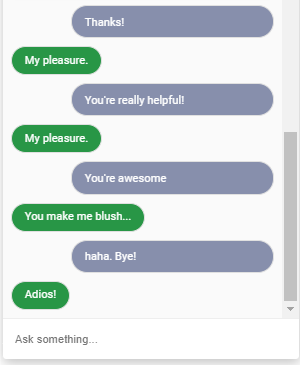 Thanks!
My pleasure.
You're really helpful!
My pleasure.
You're awesome
You make me blush...
haha. Bye!
Adios!
Ask something...